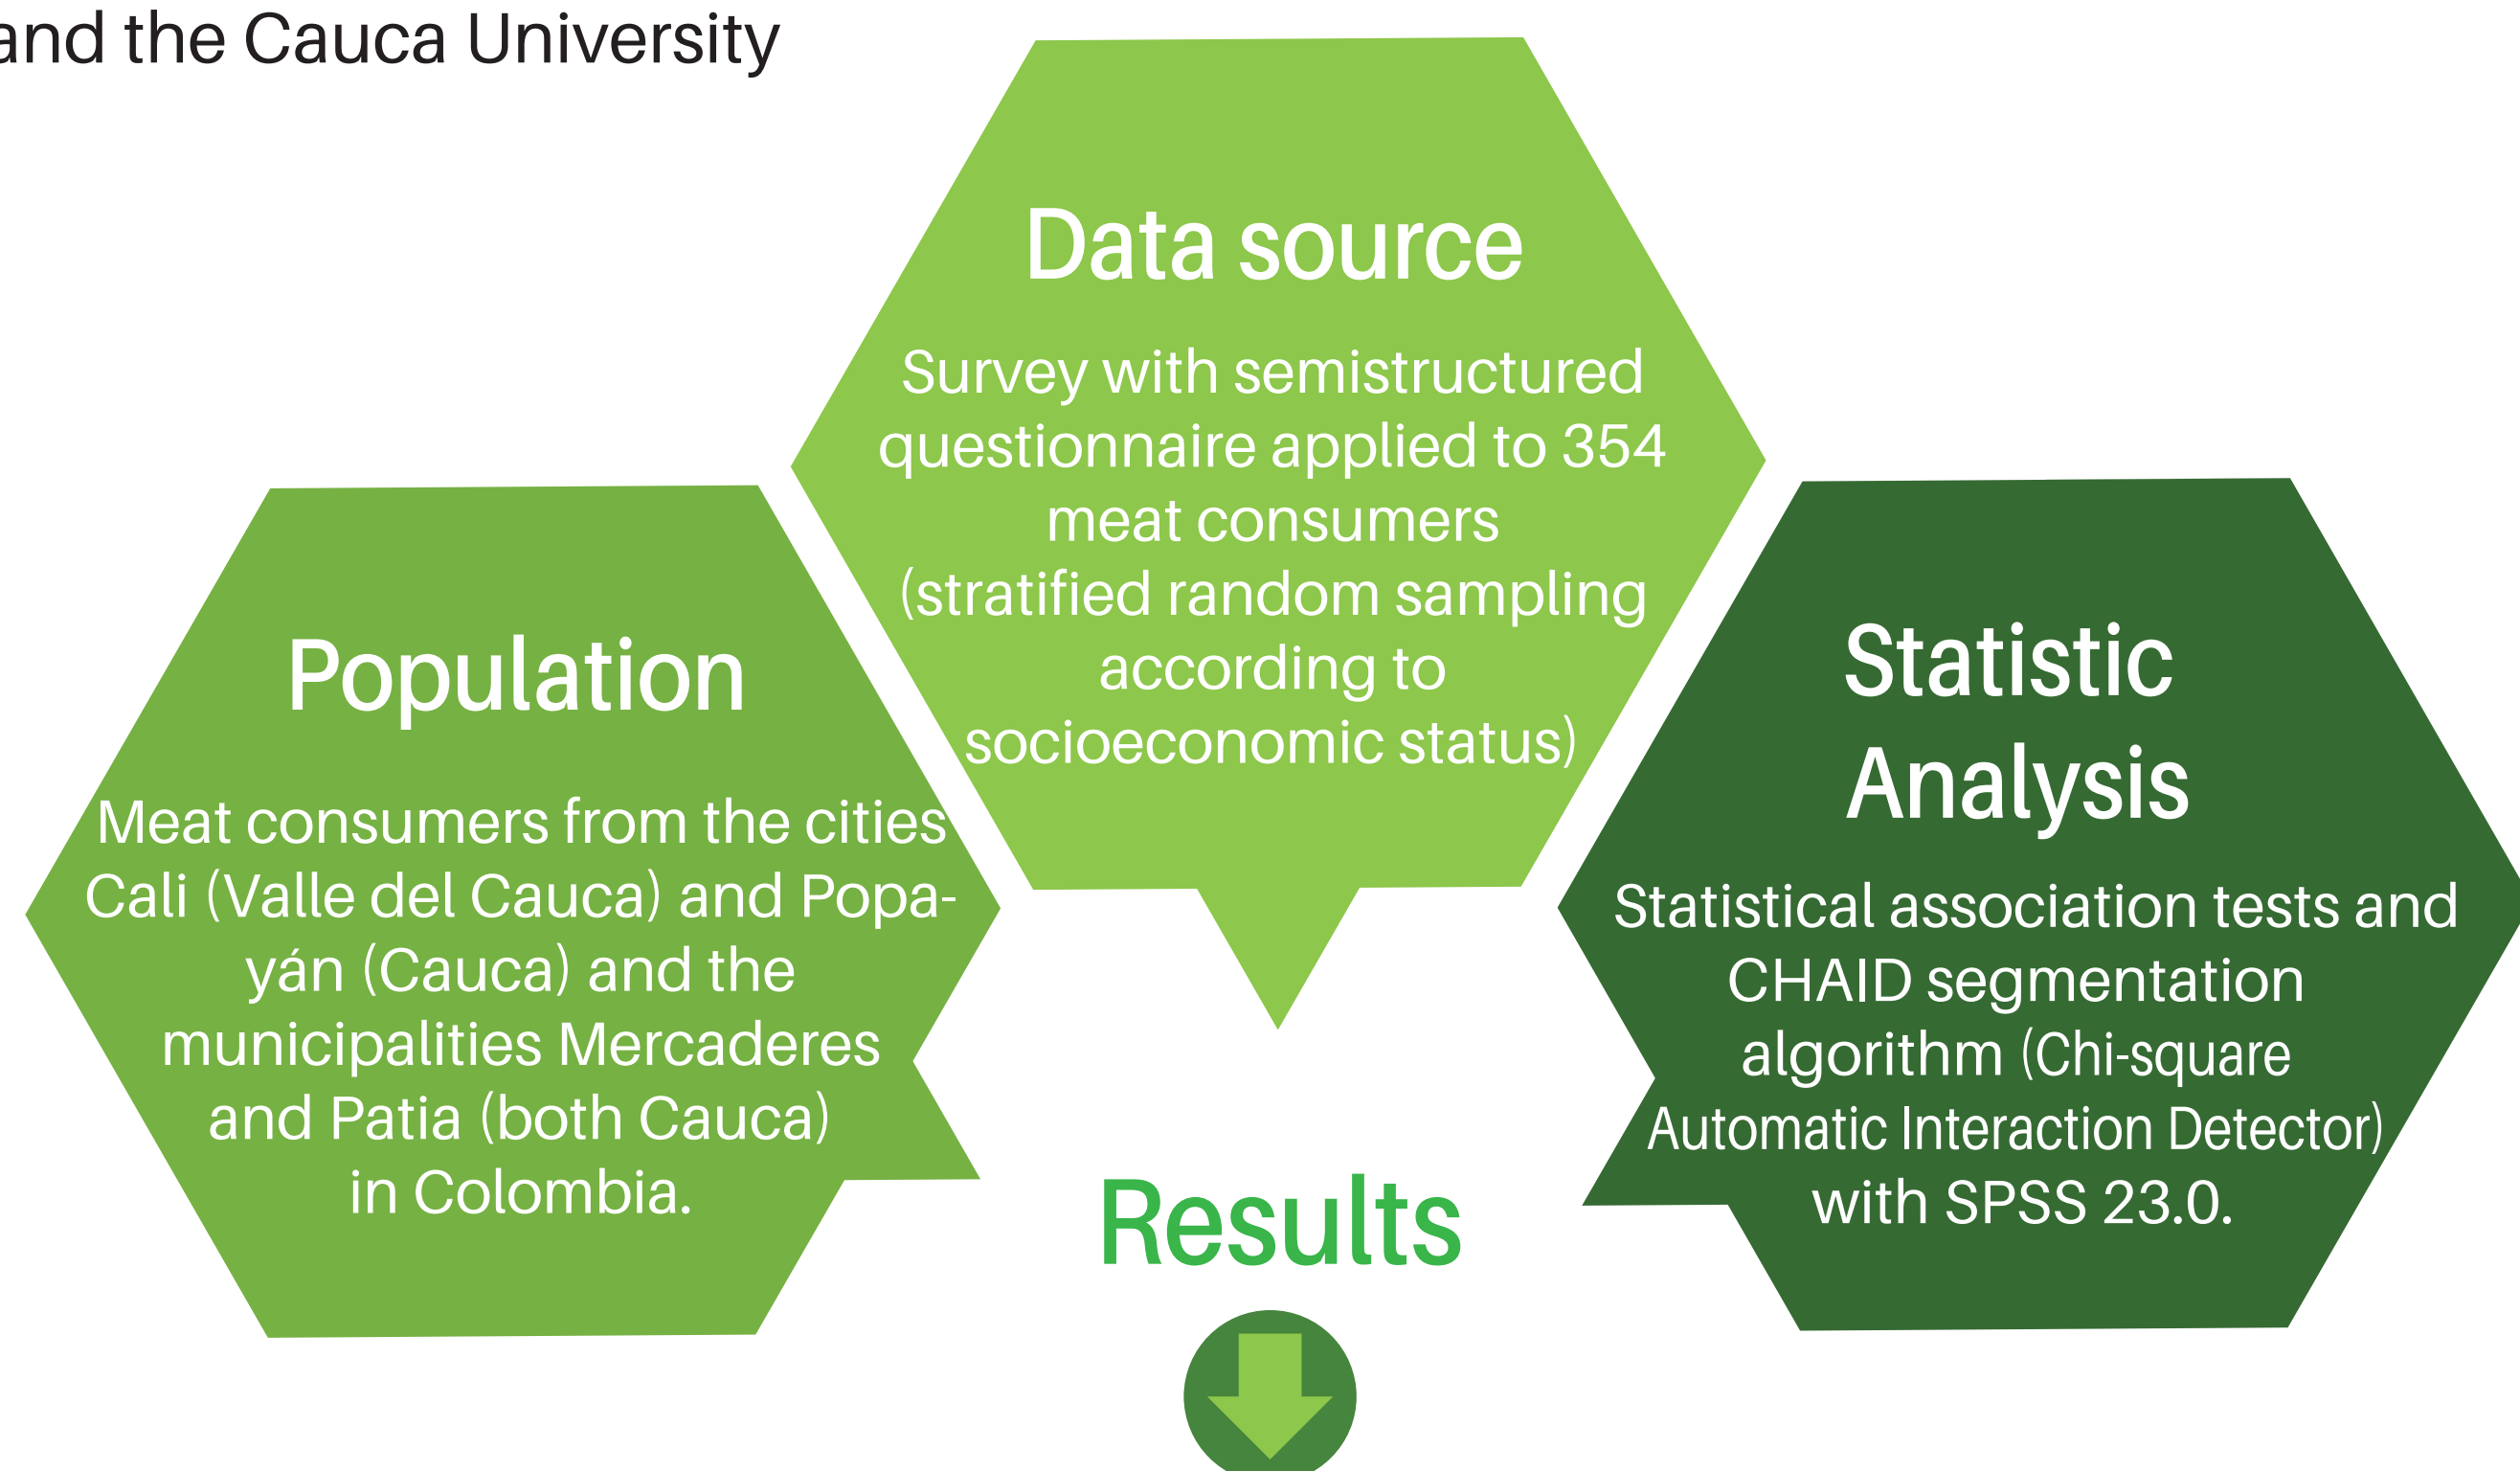 and the Cauca University
Data source
Survey with semistructured
questionnaire applied to 354
meat consumers
(stratified random sampling
according to
socioeconomic status)
Population
Meat consumers from the cities
Cali (Valle del Cauca) and Popa-
yán (Cauca) and the
municipalities Mercaderes
and Patia (both Cauca)
in Colombia.
Statistic
Analysis
Statistical association tests and
CHAID segmentation
algorithm (Chi-square
Automatic Interaction Detector)
with SPSS 23.0.
Results